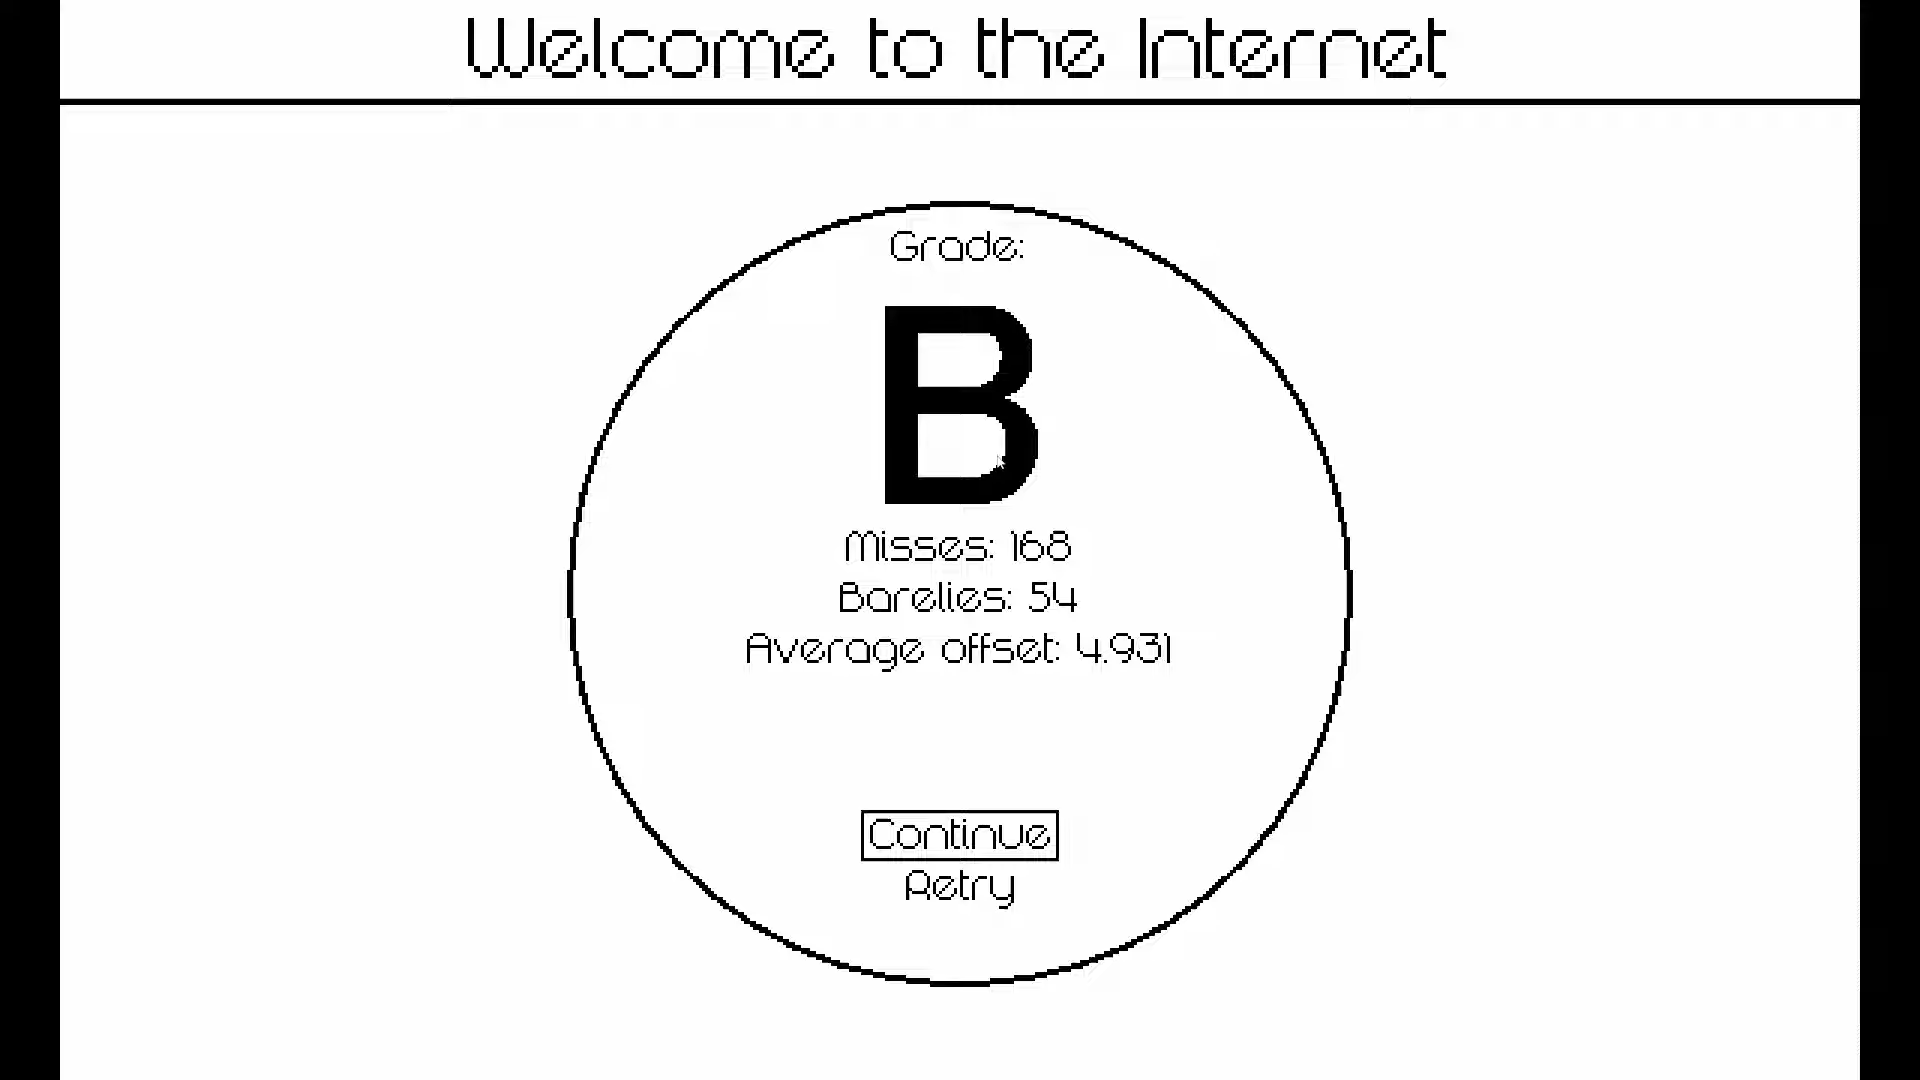 Welcome to the Internet
Grade:
B
Misses: 168
Barelies: 54
Average offset: 4.931
Continue
Retry